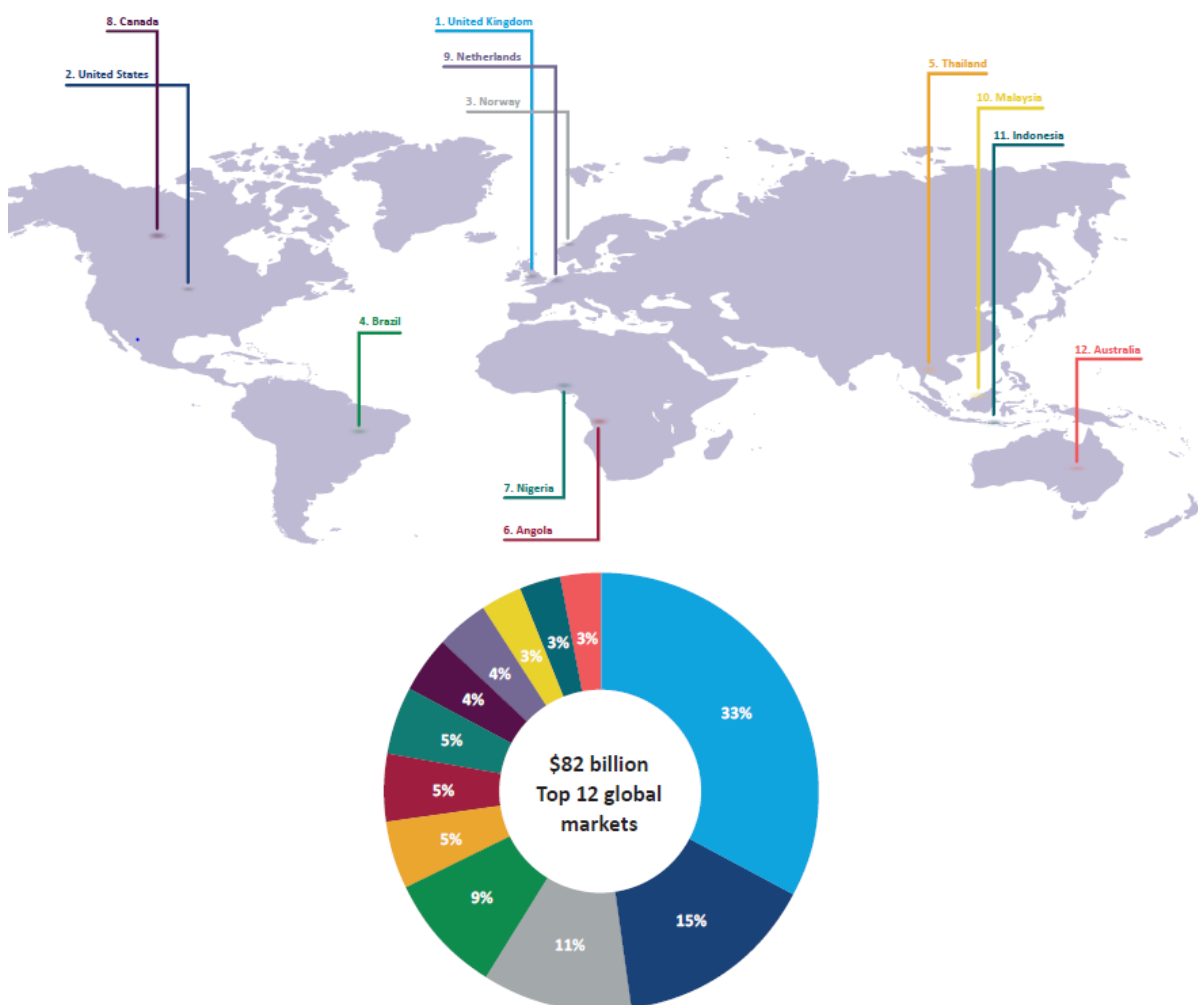 8. Canada
1. United Kingdom
9. Netherlands
2. United States
5. Thailand
3. Norway
10. Malaysia
11. Indonesia
4. Brazil
12. Australia
7. Nigeria
6. Angola
3%
3%
3%
4%
4%
33%
5%
5%
5%
9%
15%
11%
$82 billion
Top 12 global
markets